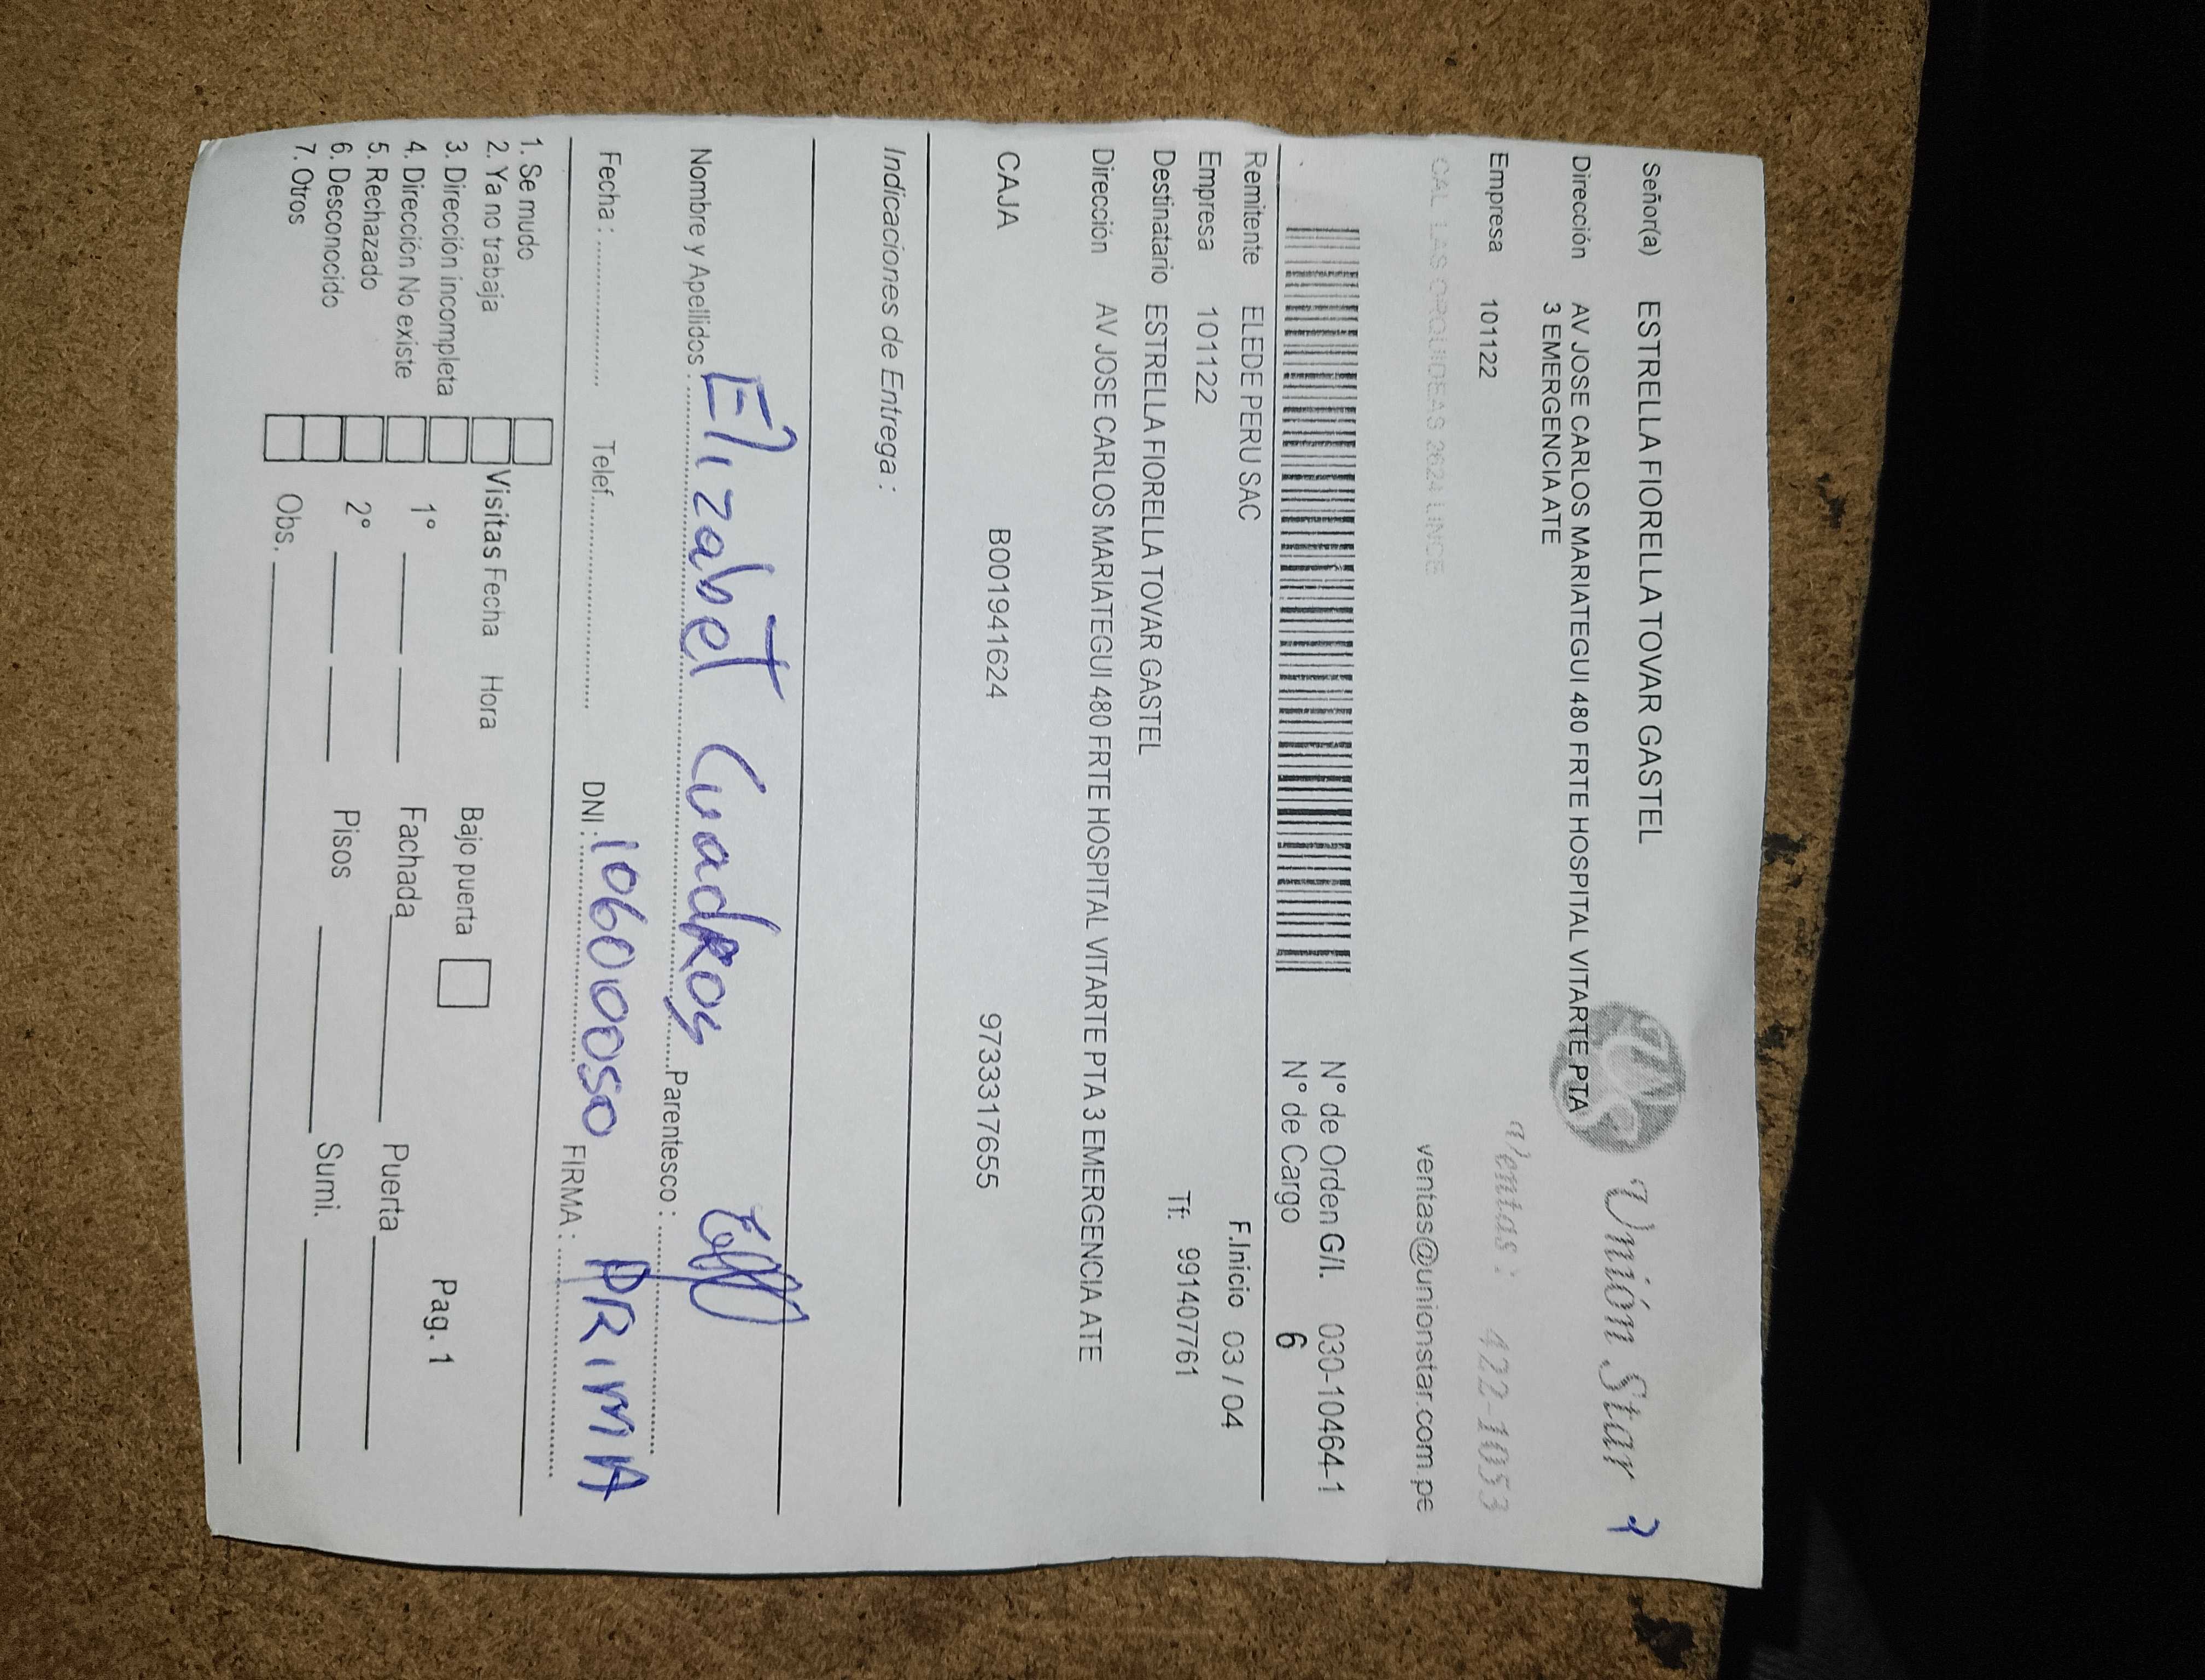 Señor(a) ESTRELLA FIORELLA TOVAR GASTEL
Unión Star
Dirección AV JOSE CARLOS MARIATEGUI 480 FRTE HOSPITAL VITARTE PTA
3 EMERGENCIA ATE
Ventas : 422-1053
Empresa 101122
ventas@unionstar.com.pe
CAL LAS ORQUIDEAS 2624 LINCE
N° de Orden G/I. 030-10464-1
N° de Cargo 6
Remitente ELEDE PERU SAC F.Inicio 03 / 04
Empresa 101122 Tf: 991407761
Destinatario ESTRELLA FIORELLA TOVAR GASTEL
Dirección AV JOSE CARLOS MARIATEGUI 480 FRTE HOSPITAL VITARTE PTA 3 EMERGENCIA ATE
CAJA B001941624 973331 7655
Indicaciones de Entrega :
Nombre y Apellidos : Elizabet Cuadros Parentesco :
PRIMA
Fecha : Telef. DNI : 10600050 FIRMA :
1. Se mudo
2. Ya no trabaja
3. Dirección incompleta
4. Dirección No existe
5. Rechazado
6. Desconocido
7. Otros
Visitas Fecha Hora Bajo puerta Pag. 1
1° Fachada Puerta
2° Pisos Sumi.
Obs.